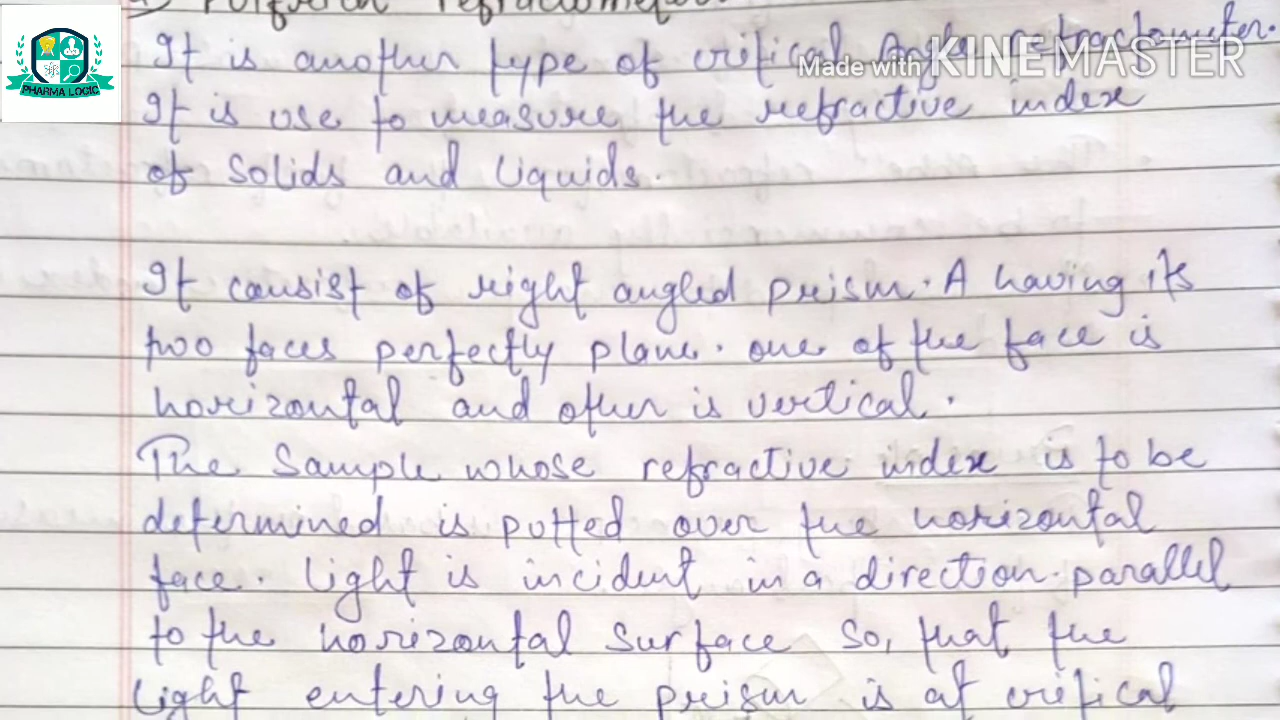 refractometer
PHARMA LOGIC
It is another type of critical Angle refractometer.
Made with KINEMASTER
It is use to measure the refractive index
of solids and liquids.
It consist of right angled prism. A having its
two faces perfectly plane. one of the face is
horizontal and other is vertical.
The Sample whose refractive index is to be
determined is putted over the horizontal
face. light is incident in a direction parallel
to the horizontal surface so, that the
light entering the prism is at critical